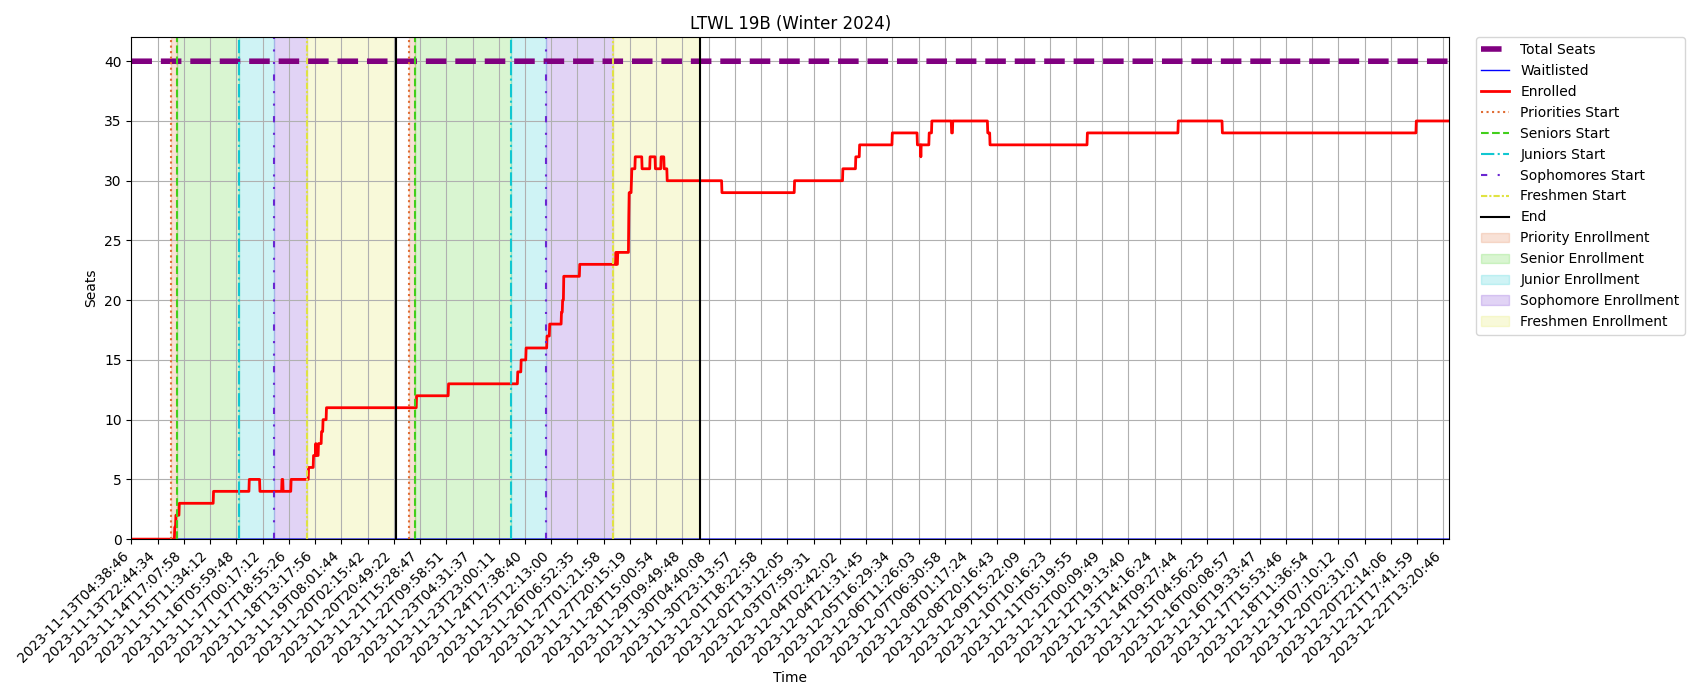 LTWL 19B (Winter 2024)
Seats
40
35
30
25
20
15
10
5
0
2023-11-13T04:38:46
2023-11-13T22:44:34
2023-11-14T17:07:58
2023-11-15T11:34:12
2023-11-16T05:59:48
2023-11-17T00:17:12
2023-11-17T18:55:26
2023-11-18T13:17:56
2023-11-19T08:01:44
2023-11-20T02:15:42
2023-11-20T20:49:22
2023-11-21T15:28:47
2023-11-22T09:58:51
2023-11-23T04:31:37
2023-11-23T23:00:11
2023-11-24T17:38:40
2023-11-25T12:13:00
2023-11-26T06:52:35
2023-11-27T01:21:58
2023-11-27T20:15:19
2023-11-28T15:00:54
2023-11-29T09:49:48
2023-11-30T04:40:08
2023-11-30T23:13:57
2023-12-01T18:22:58
2023-12-02T13:12:05
2023-12-03T07:59:31
2023-12-04T02:42:02
2023-12-04T21:31:45
2023-12-05T16:29:34
2023-12-06T11:26:03
2023-12-07T06:30:58
2023-12-08T01:17:24
2023-12-08T20:16:43
2023-12-09T15:22:09
2023-12-10T10:16:23
2023-12-11T05:19:55
2023-12-12T00:09:49
2023-12-12T19:13:40
2023-12-13T14:16:24
2023-12-14T09:27:44
2023-12-15T04:56:25
2023-12-16T00:08:57
2023-12-16T19:33:47
2023-12-17T15:53:46
2023-12-18T11:36:54
2023-12-19T07:10:12
2023-12-20T02:31:07
2023-12-20T22:14:06
2023-12-21T17:41:59
2023-12-22T13:20:46
Time
Total Seats
Waitlisted
Enrolled
Priorities Start
Seniors Start
Juniors Start
Sophomores Start
Freshmen Start
End
Priority Enrollment
Senior Enrollment
Junior Enrollment
Sophomore Enrollment
Freshmen Enrollment